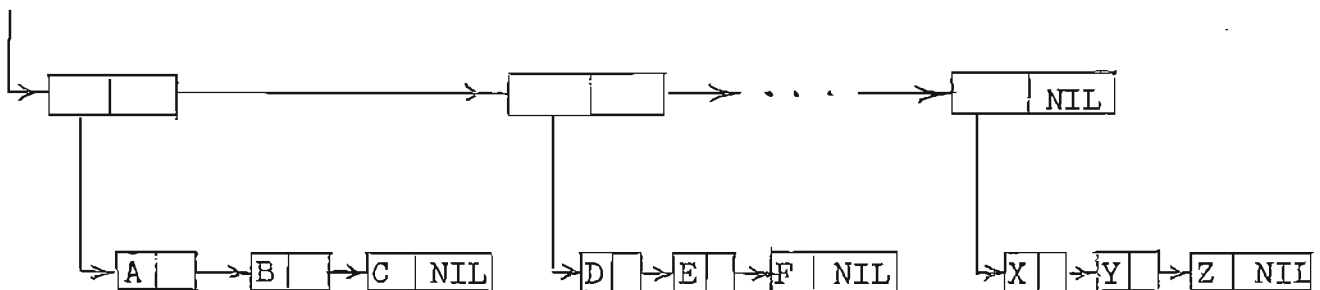 . . . NIL
A B C NIL D E F NIL X Y Z NIL